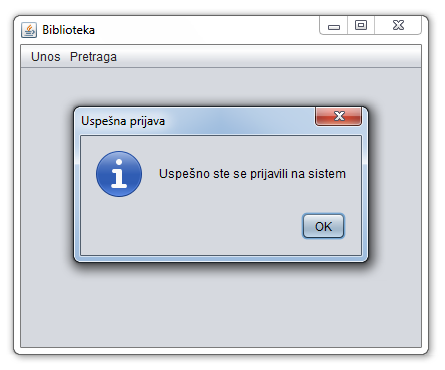 Biblioteka
Unos Pretraga
Uspešna prijava
Uspešno ste se prijavili na sistem
OK